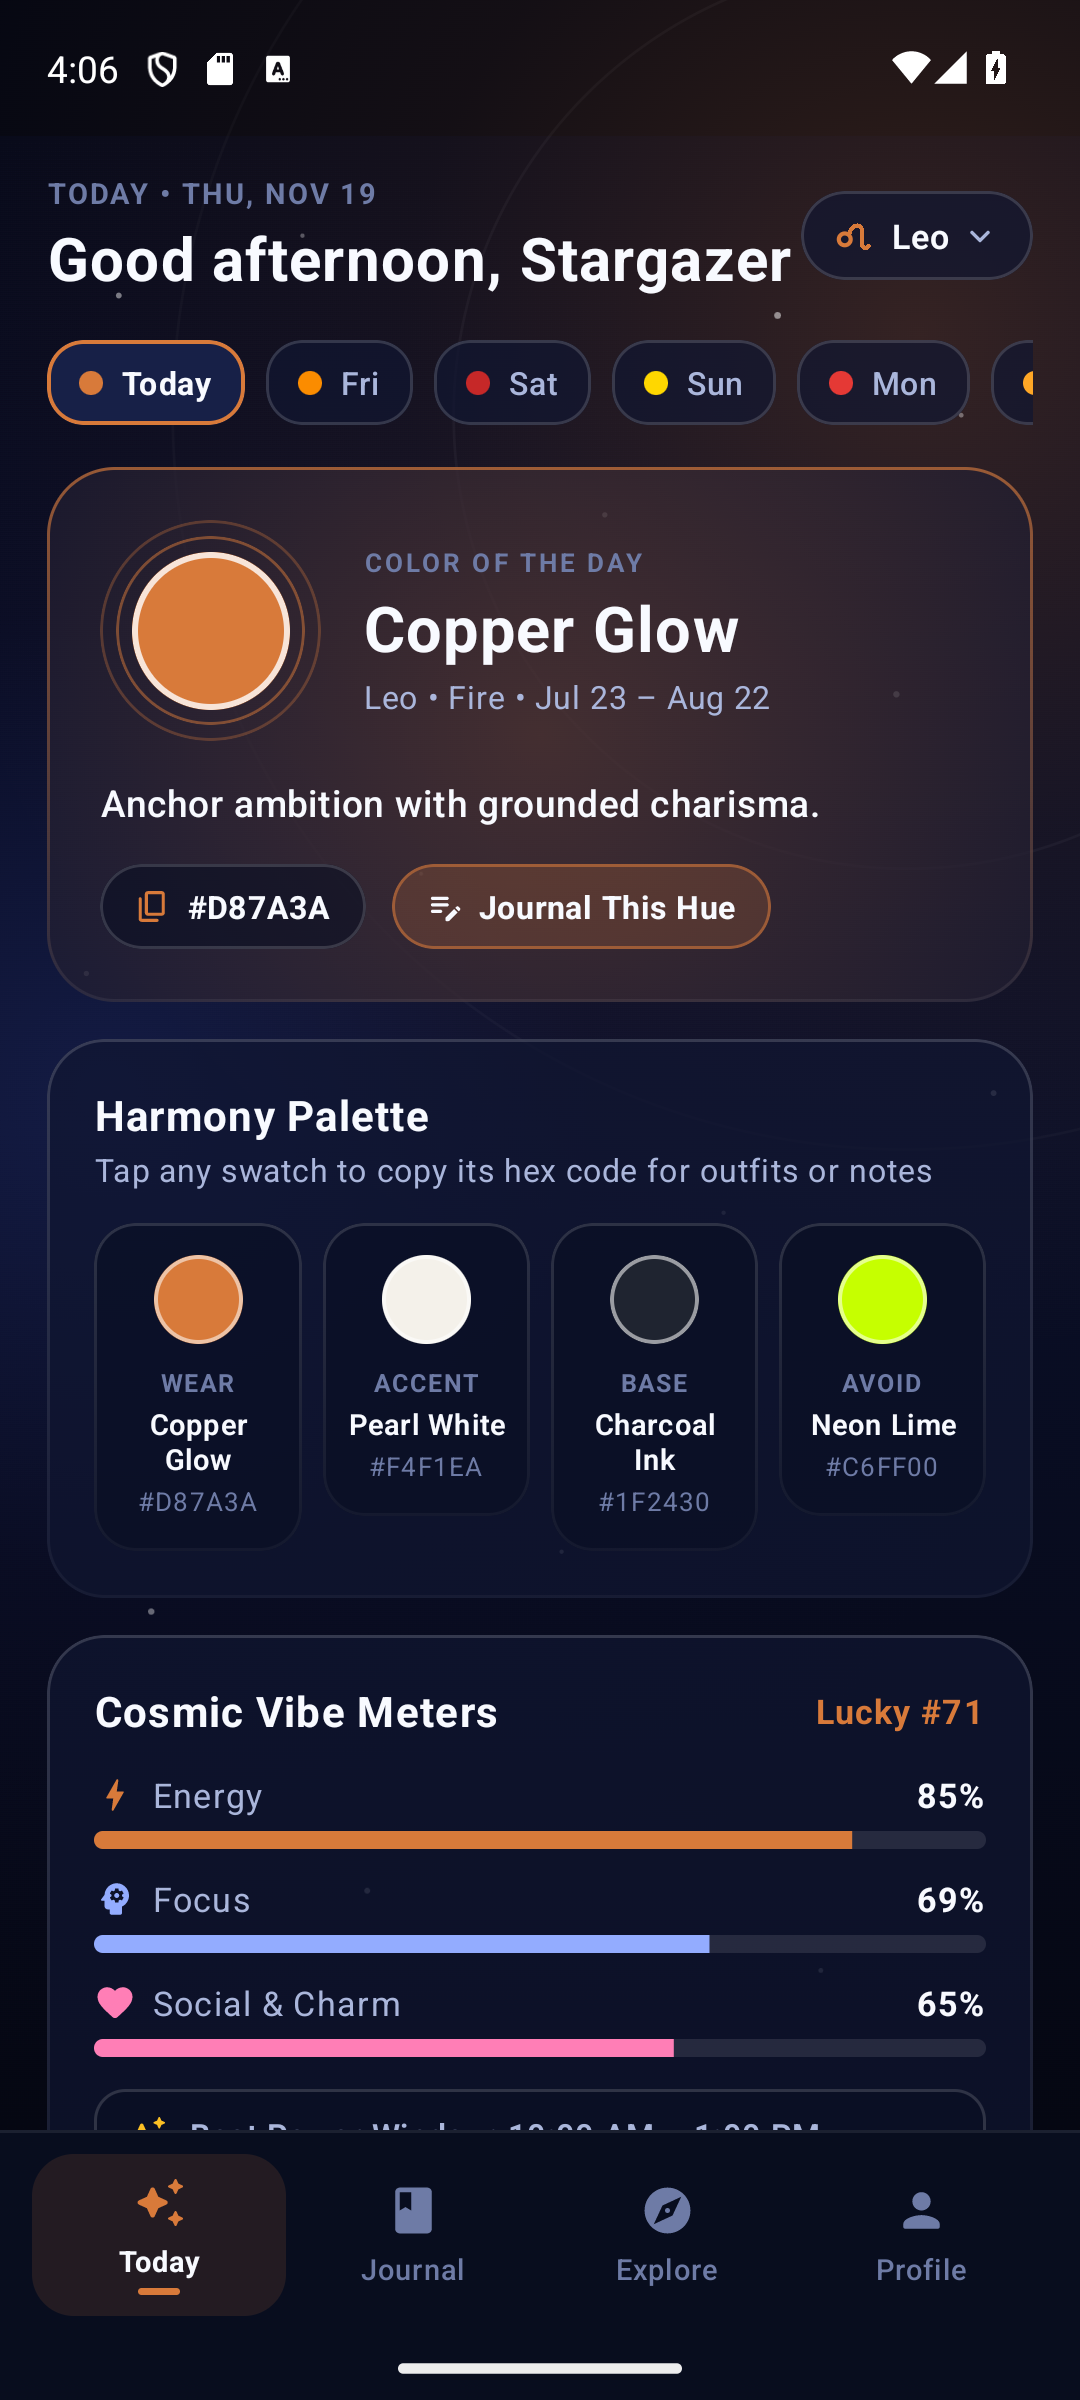 4:06
TODAY • THU, NOV 19
Good afternoon, Stargazer
Leo
Today
Fri
Sat
Sun
Mon
COLOR OF THE DAY
Copper Glow
Leo • Fire • Jul 23 – Aug 22
Anchor ambition with grounded charisma.
#D87A3A
Journal This Hue
Harmony Palette
Tap any swatch to copy its hex code for outfits or notes
WEAR
Copper
Glow
#D87A3A
ACCENT
Pearl White
#F4F1EA
BASE
Charcoal
Ink
#1F2430
AVOID
Neon Lime
#C6FF00
Cosmic Vibe Meters
Lucky #71
Energy
85%
Focus
69%
Social & Charm
65%
Today
Journal
Explore
Profile